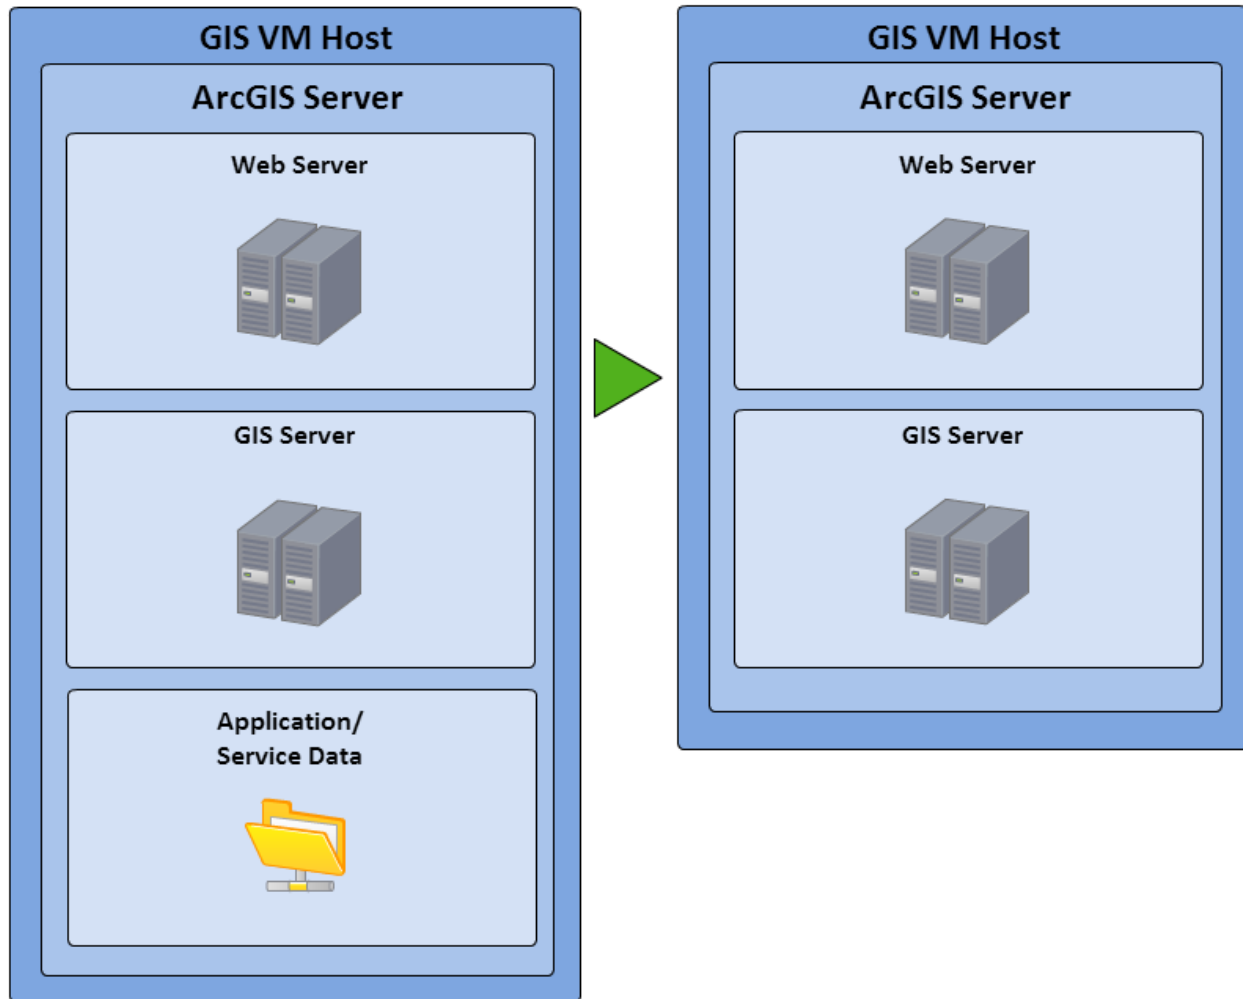 GIS VM Host
ArcGIS Server
Web Server
GIS Server
Application/
Service Data
GIS VM Host
ArcGIS Server
Web Server
GIS Server